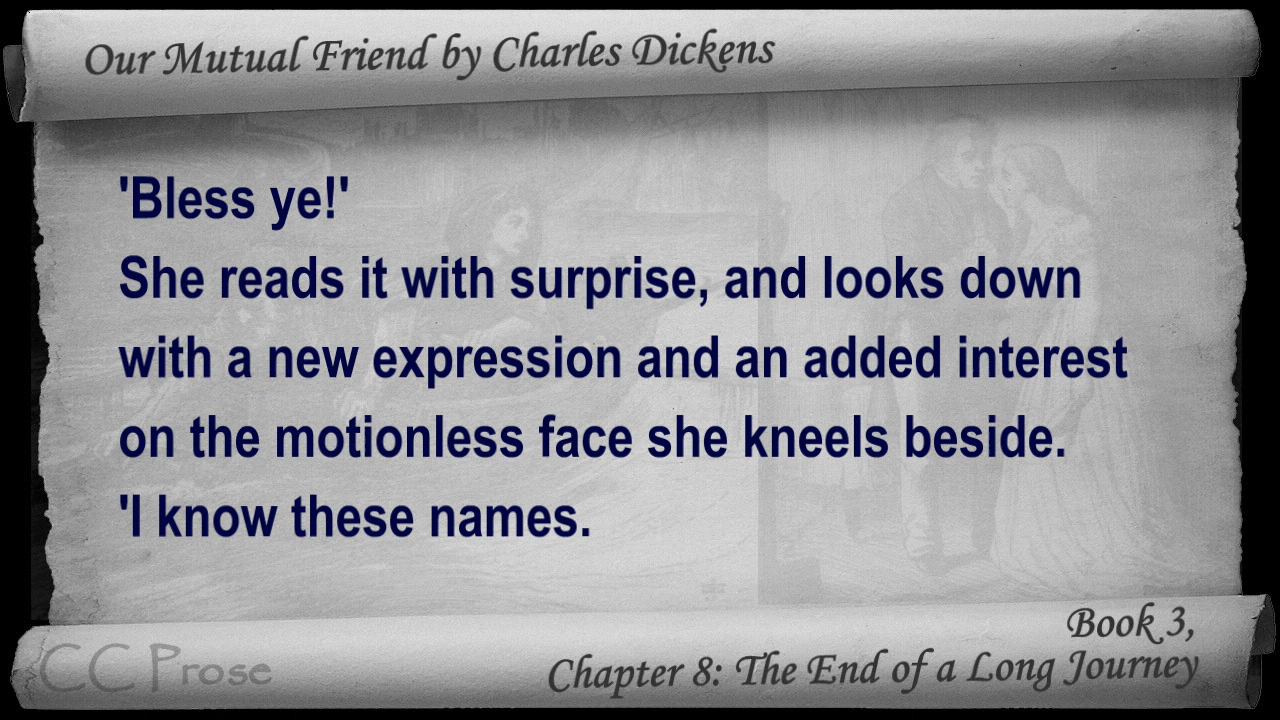 Our Mutual Friend by Charles Dickens
'Bless ye!'
She reads it with surprise, and looks down
with a new expression and an added interest
on the motionless face she kneels beside.
'I know these names.
Book 3,
Chapter 8: The End of a Long Journey
CC Prose